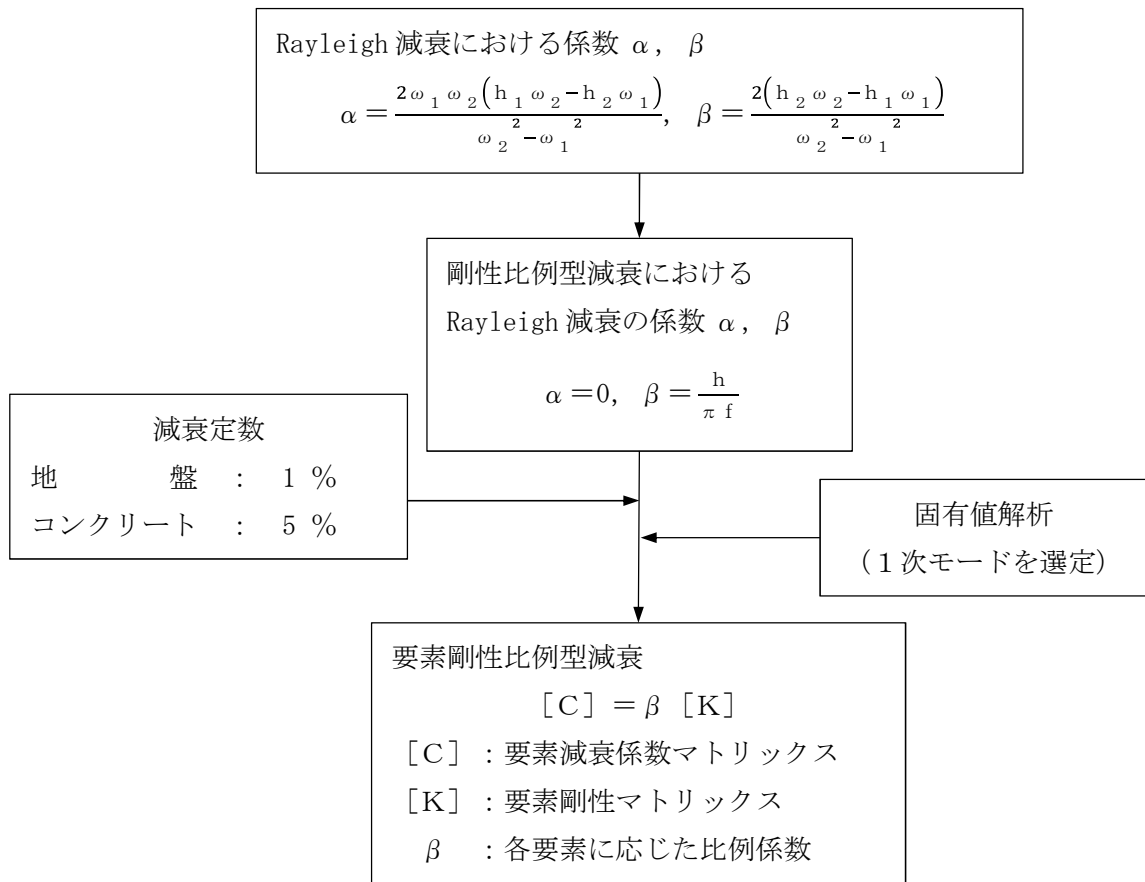 Rayleigh 減衰における係数 α, β
α＝2ω₁ω₂(h₁ω₂−h₂ω₁)/(ω₂²−ω₁²), β＝2(h₂ω₂−h₁ω₁)/(ω₂²−ω₁²)
剛性比例型減衰における
Rayleigh 減衰の係数 α, β
α＝0, β＝h/(πf)
減衰定数
地　　　盤 : 1 %
コンクリート : 5 %
固有値解析
（１次モードを選定）
要素剛性比例型減衰
［C］＝β［K］
［C］：要素減衰係数マトリックス
［K］：要素剛性マトリックス
β ：各要素に応じた比例係数